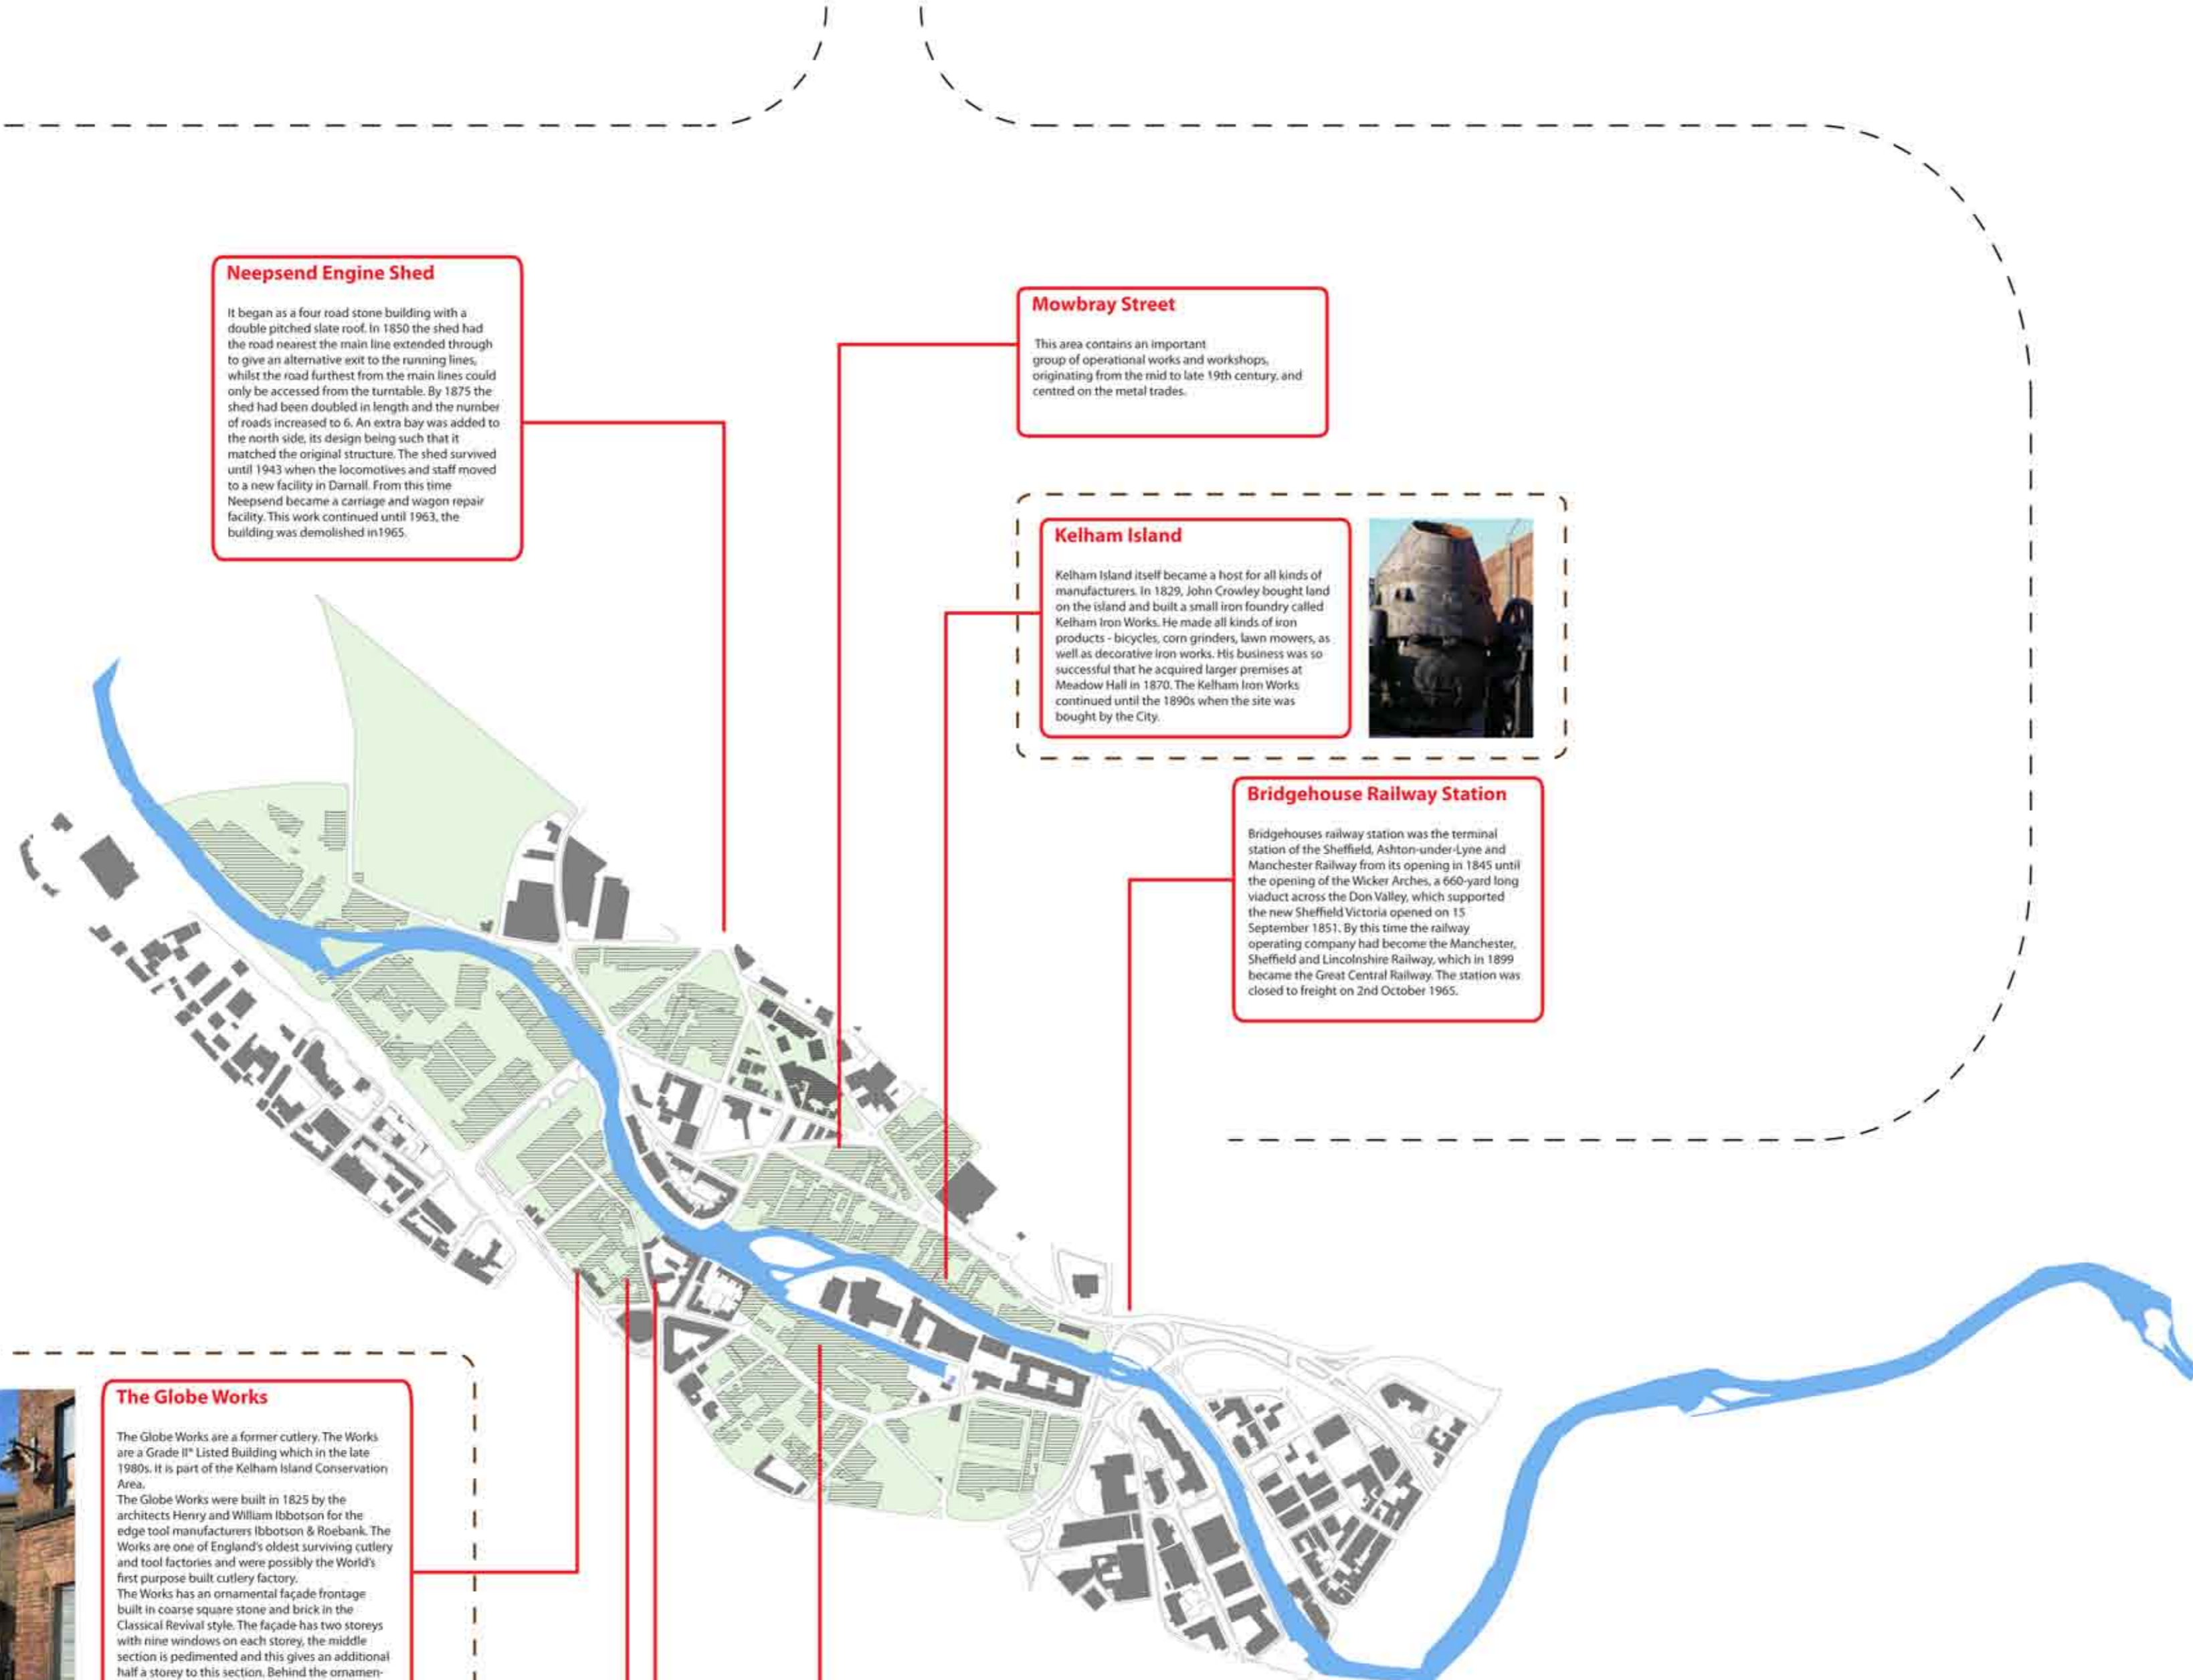 Neepsend Engine Shed
It began as a four road stone building with a
double pitched slate roof. In 1850 the shed had
the road nearest the main line extended through
to give an alternative exit to the running lines,
whilst the road furthest from the main lines could
only be accessed from the turntable. By 1875 the
shed had been doubled in length and the number
of roads increased to 6. An extra bay was added to
the north side, its design being such that it
matched the original structure. The shed survived
until 1943 when the locomotives and staff moved
to a new facility in Darnall. From this time
Neepsend became a carriage and wagon repair
facility. This work continued until 1963, the
building was demolished in1965.
Mowbray Street
This area contains an important
group of operational works and workshops,
originating from the mid to late 19th century, and
centred on the metal trades.
Kelham Island
Kelham Island itself became a host for all kinds of
manufacturers. In 1829, John Crowley bought land
on the island and built a small iron foundry called
Kelham Iron Works. He made all kinds of iron
products - bicycles, corn grinders, lawn mowers, as
well as decorative iron works. His business was so
successful that he acquired larger premises at
Meadow Hall in 1870. The Kelham Iron Works
continued until the 1890s when the site was
bought by the City.
Bridgehouse Railway Station
Bridgehouses railway station was the terminal
station of the Sheffield, Ashton-under-Lyne and
Manchester Railway from its opening in 1845 until
the opening of the Wicker Arches, a 660-yard long
viaduct across the Don Valley, which supported
the new Sheffield Victoria opened on 15
September 1851. By this time the railway
operating company had become the Manchester,
Sheffield and Lincolnshire Railway, which in 1899
became the Great Central Railway. The station was
closed to freight on 2nd October 1965.
The Globe Works
The Globe Works are a former cutlery. The Works
are a Grade II* Listed Building which in the late
1980s. It is part of the Kelham Island Conservation
Area.
The Globe Works were built in 1825 by the
architects Henry and William Ibbotson for the
edge tool manufacturers Ibbotson & Roebank. The
Works are one of England's oldest surviving cutlery
and tool factories and were possibly the World's
first purpose built cutlery factory.
The Works has an ornamental façade frontage
built in coarse square stone and brick in the
Classical Revival style. The façade has two storeys
with nine windows on each storey, the middle
section is pedimented and this gives an additional
half a storey to this section. Behind the ornamen-